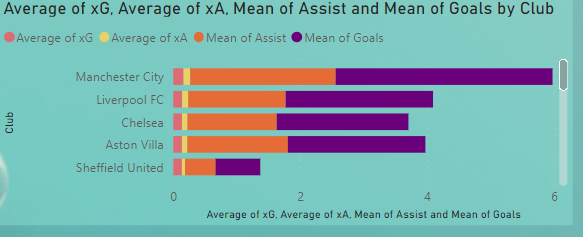 Average of xG, Average of xA, Mean of Assist and Mean of Goals by Club
Average of xG Average of xA Mean of Assist Mean of Goals
Club
Manchester City
Liverpool FC
Chelsea
Aston Villa
Sheffield United
0 2 4 6
Average of xG, Average of xA, Mean of Assist and Mean of Goals